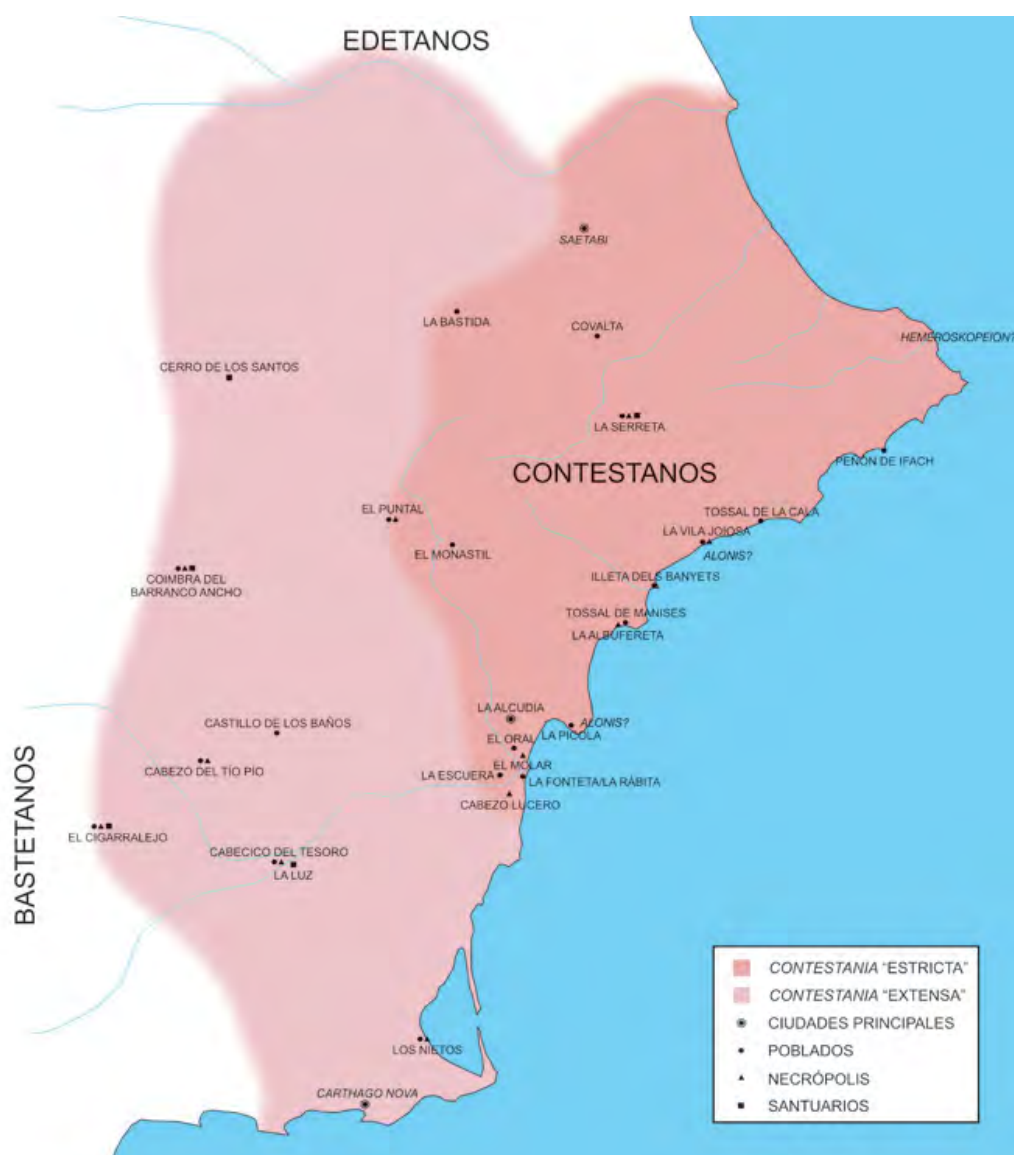 EDETANOS
SAETABI
LA BASTIDA
COVALTA
HEMEROSKOPEIONT
CERRO DE LOS SANTOS
LA SERRETA
PEÑÓN DE IFACH
CONTESTANOS
EL PUNTAL
TOSSAL DE LA CALA
LA VILA JOIOSA
ALONIS?
EL MONASTIL
ILLETA DELS BANYETS
COIMBRA DEL
BARRANCO ANCHO
TOSSAL DE MANISES
LA ALBUFERETA
LA ALCUDIA
ALONIS?
LA PICOLA
CASTILLO DE LOS BAÑOS
EL ORAL
EL MOLAR
CABEZO DEL TÍO PÍO
LA ESCUERA
LA FONTETA/LA RÁBITA
CABEZO LUCERO
BASTETANOS
EL CIGARRALEJO
CABECICO DEL TESORO
LA LUZ
LOS NIETOS
CARTHAGO NOVA
CONTESTANIA "ESTRICTA"
CONTESTANIA "EXTENSA"
CIUDADES PRINCIPALES
POBLADOS
NECRÓPOLIS
SANTUARIOS